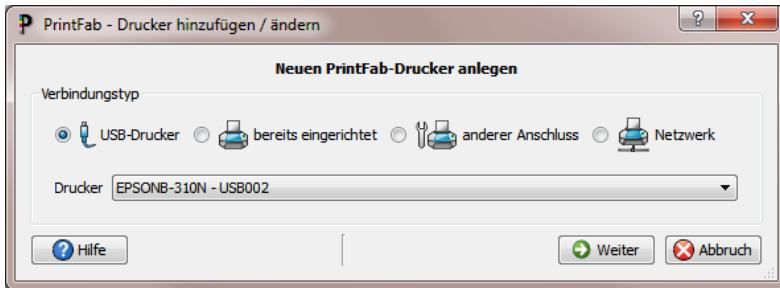 PrintFab - Drucker hinzufügen / ändern
Neuen PrintFab-Drucker anlegen
Verbindungstyp
USB-Drucker bereits eingerichtet anderer Anschluss Netzwerk
Drucker EPSONB-310N - USB002
Hilfe Weiter Abbruch